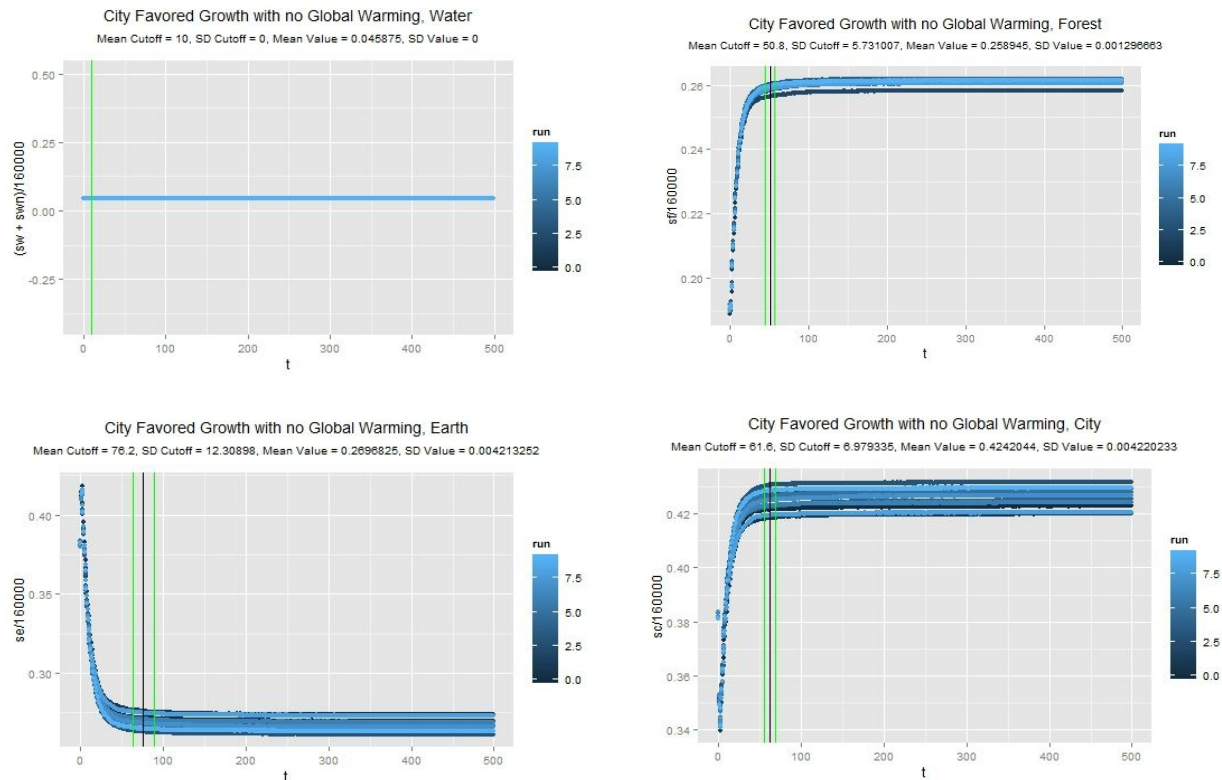 City Favored Growth with no Global Warming, Water
Mean Cutoff = 10, SD Cutoff = 0, Mean Value = 0.045875, SD Value = 0
0.50
0.25
0.00
-0.25
(sw + swn)/160000
0
100
200
300
400
500
t
run
7.5
5.0
2.5
0.0
City Favored Growth with no Global Warming, Forest
Mean Cutoff = 50.8, SD Cutoff = 5.731007, Mean Value = 0.258945, SD Value = 0.001296663
0.26
0.24
0.22
0.20
sf/160000
0
100
200
300
400
500
t
run
7.5
5.0
2.5
0.0
City Favored Growth with no Global Warming, Earth
Mean Cutoff = 76.2, SD Cutoff = 12.30898, Mean Value = 0.2696825, SD Value = 0.004213252
0.40
0.35
0.30
se/160000
0
100
200
300
400
500
t
run
7.5
5.0
2.5
0.0
City Favored Growth with no Global Warming, City
Mean Cutoff = 61.6, SD Cutoff = 6.979335, Mean Value = 0.4242044, SD Value = 0.004220233
0.42
0.40
0.38
0.36
0.34
sc/160000
0
100
200
300
400
500
t
run
7.5
5.0
2.5
0.0